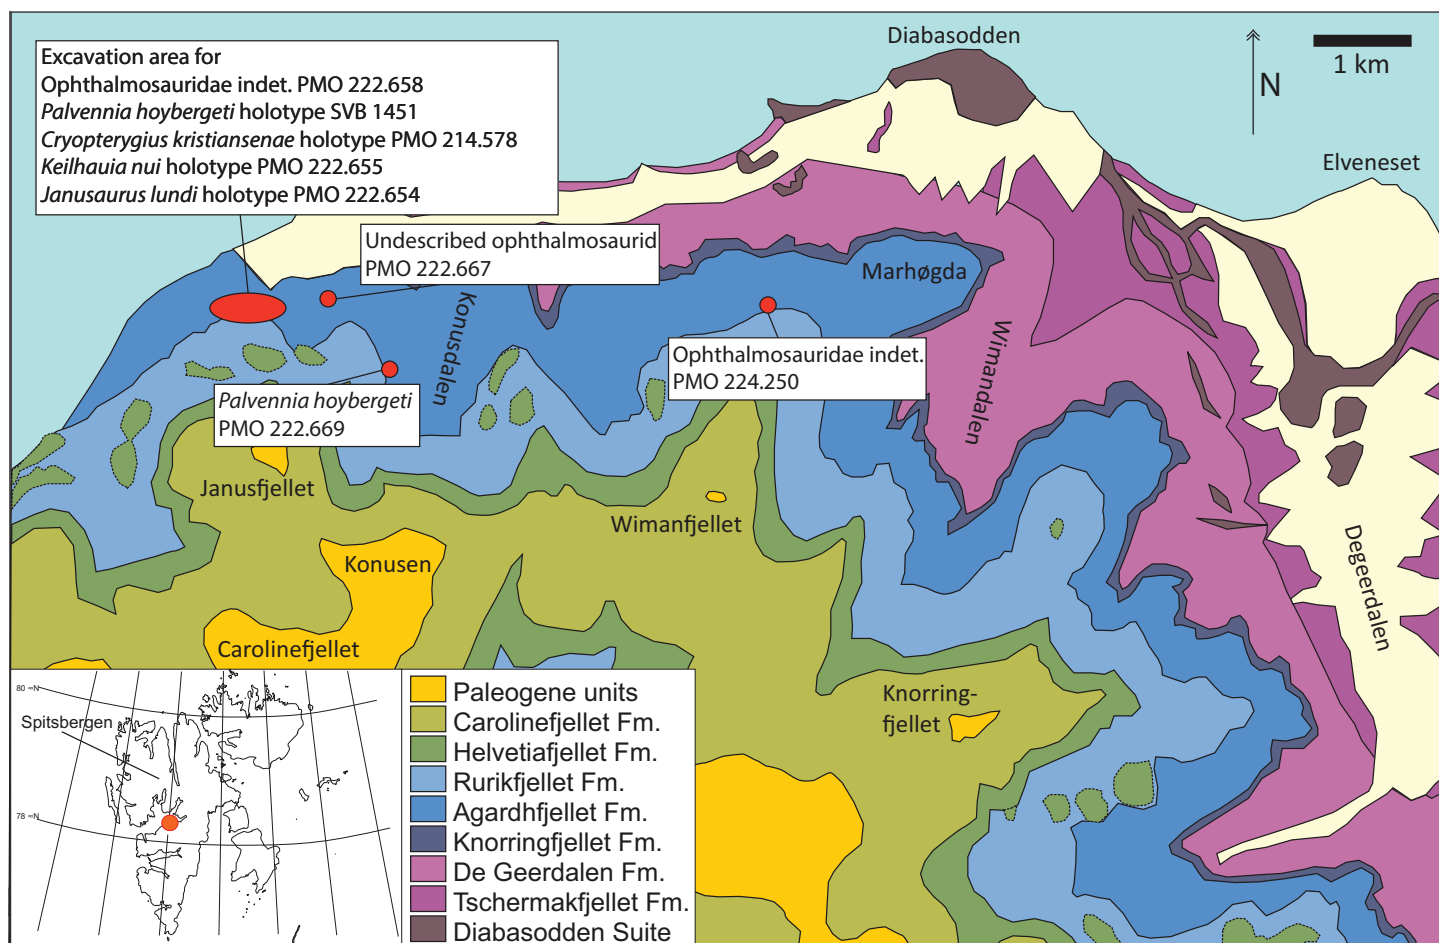 Excavation area for
Ophthalmosauridae indet. PMO 222.658
Palvennia hoybergeti holotype SVB 1451
Cryopterygius kristiansenae holotype PMO 214.578
Keilhauia nui holotype PMO 222.655
Janusaurus lundi holotype PMO 222.654
Diabasodden
N
1 km
Elveneset
Undescribed ophthalmosaurid
PMO 222.667
Marhøgda
Konusdalen
Wimandalen
Ophthalmosauridae indet.
PMO 224.250
Palvennia hoybergeti
PMO 222.669
Janusfjellet
Wimanfjellet
Konusen
Carolinefjellet
Degeerdalen
Knorring-
fjellet
80 °N
Spitsbergen
78 °N
Paleogene units
Carolinefjellet Fm.
Helvetiafjellet Fm.
Rurikfjellet Fm.
Agardhfjellet Fm.
Knorringfjellet Fm.
De Geerdalen Fm.
Tschermakfjellet Fm.
Diabasodden Suite